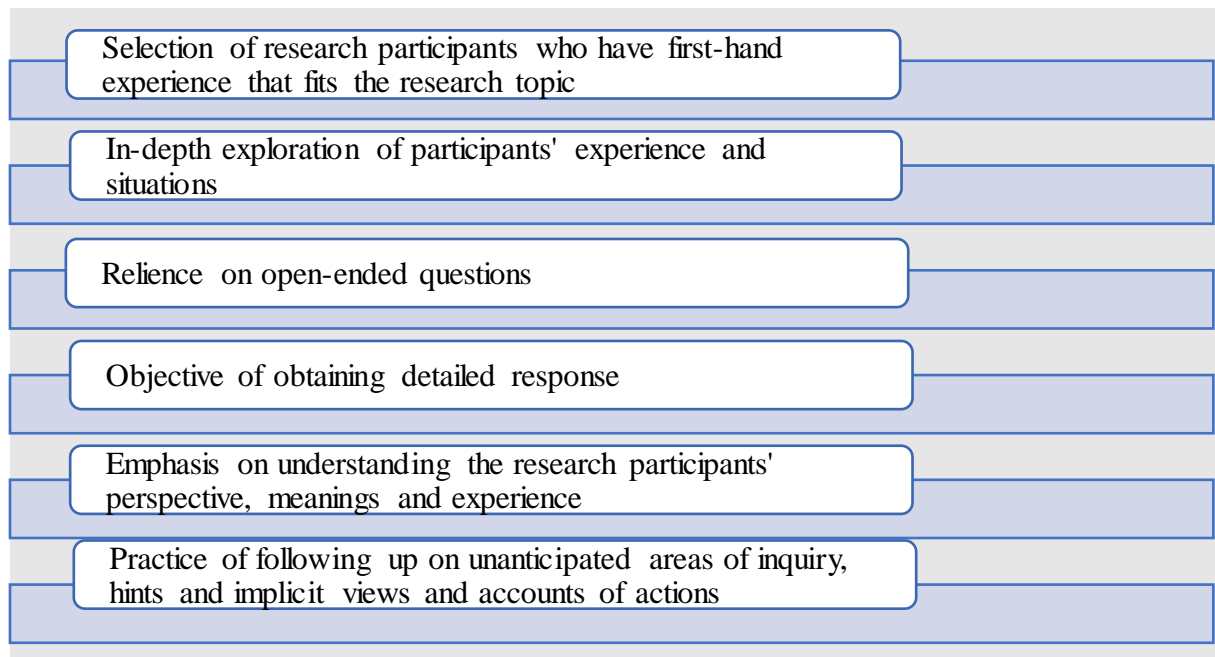 Selection of research participants who have first-hand
experience that fits the research topic
In-depth exploration of participants' experience and
situations
Relience on open-ended questions
Objective of obtaining detailed response
Emphasis on understanding the research participants'
perspective, meanings and experience
Practice of following up on unanticipated areas of inquiry,
hints and implicit views and accounts of actions